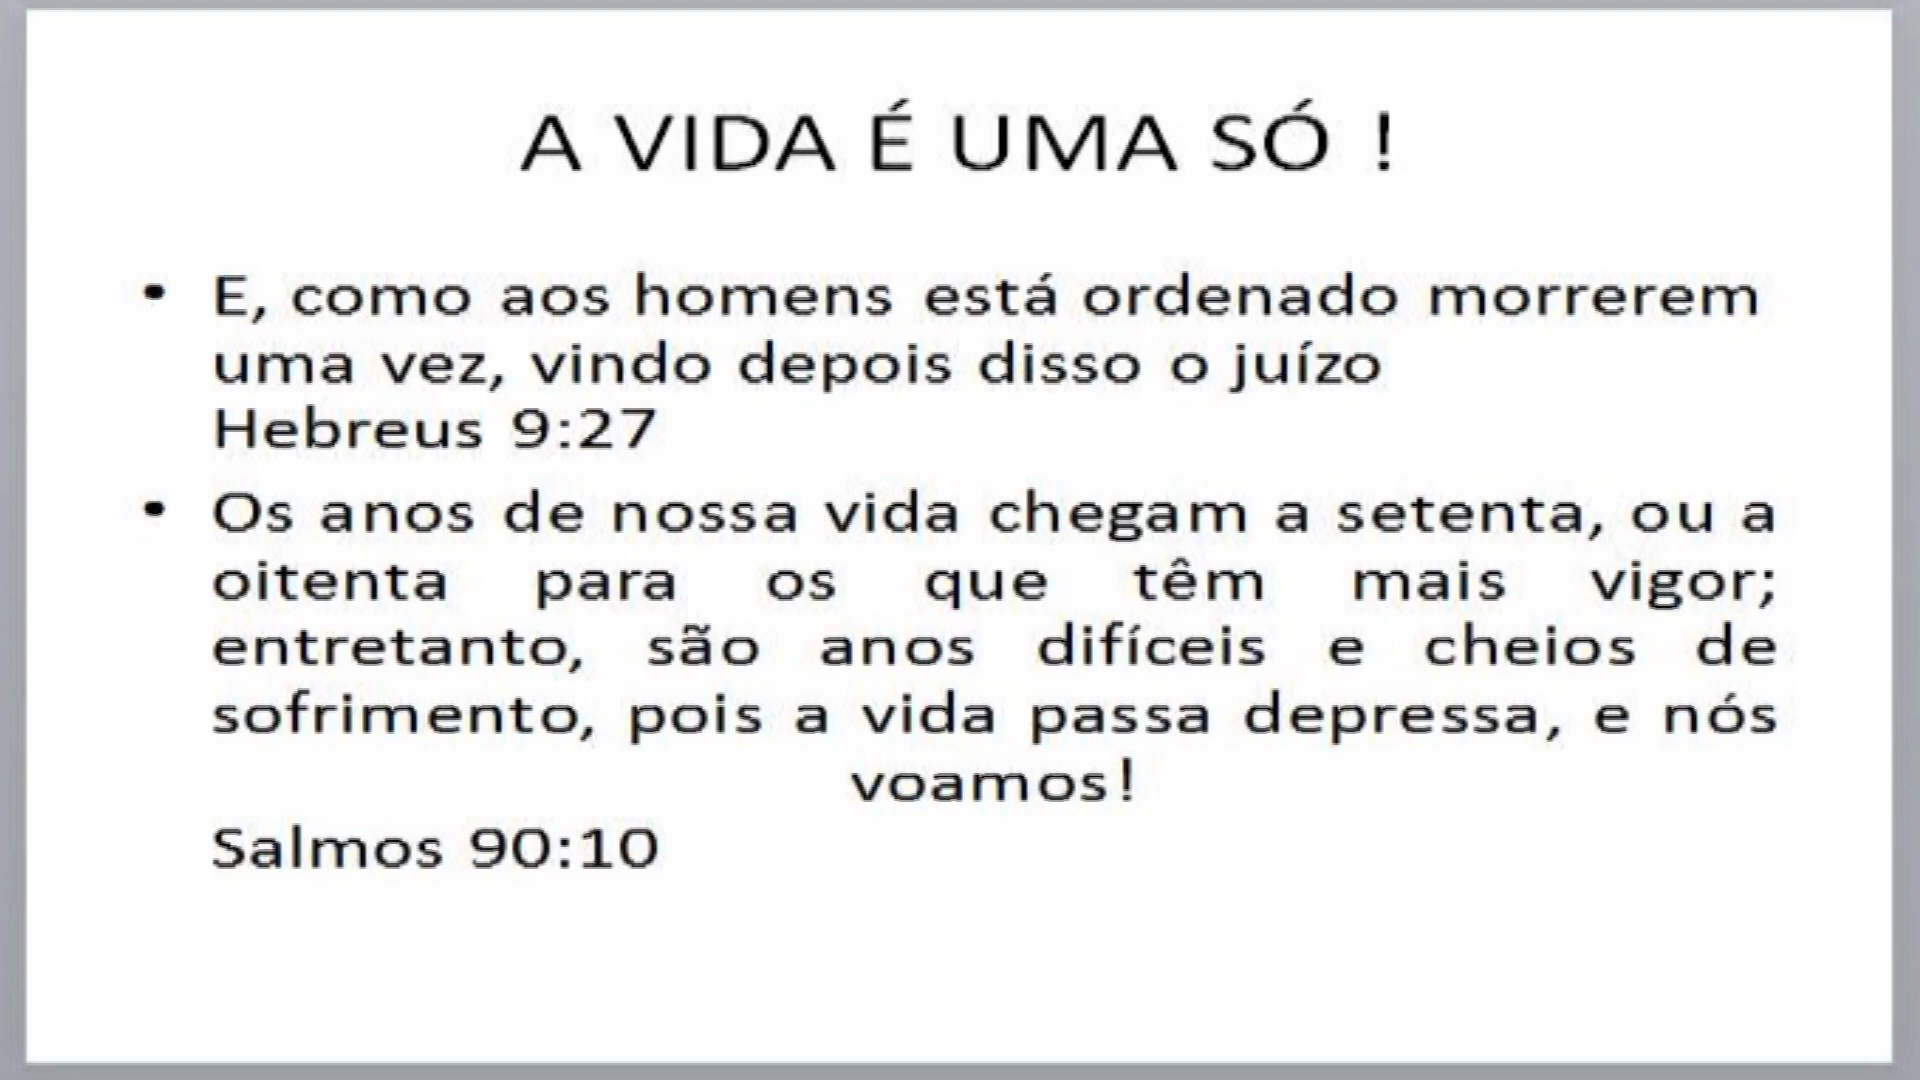 A VIDA É UMA SÓ !
• E, como aos homens está ordenado morrerem
uma vez, vindo depois disso o juízo
Hebreus 9:27
• Os anos de nossa vida chegam a setenta, ou a
oitenta para os que têm mais vigor;
entretanto, são anos difíceis e cheios de
sofrimento, pois a vida passa depressa, e nós
voamos!
Salmos 90:10